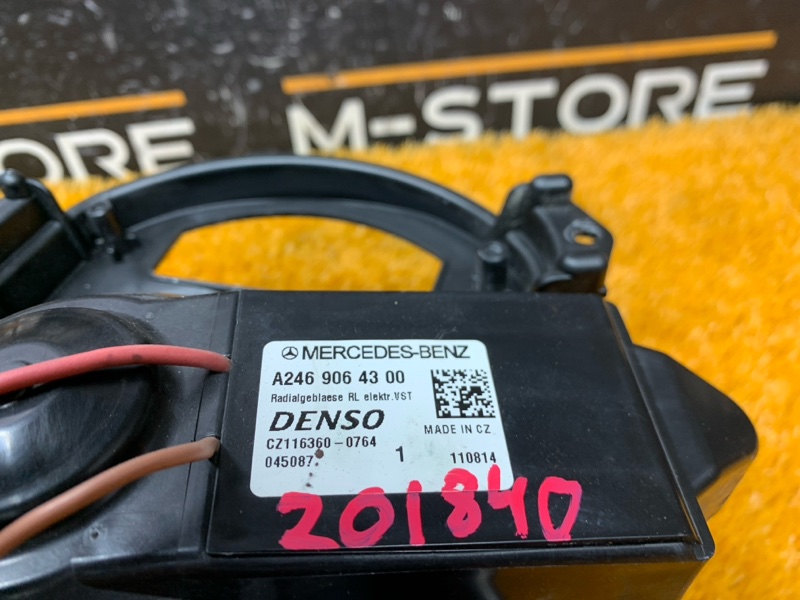 M-STORE
ORE
MERCEDES-BENZ
A246 906 43 00
Radialgeblaese RL elektr.VST
DENSO
MADE IN CZ
CZ116360-0764
045087 1 110814
201840